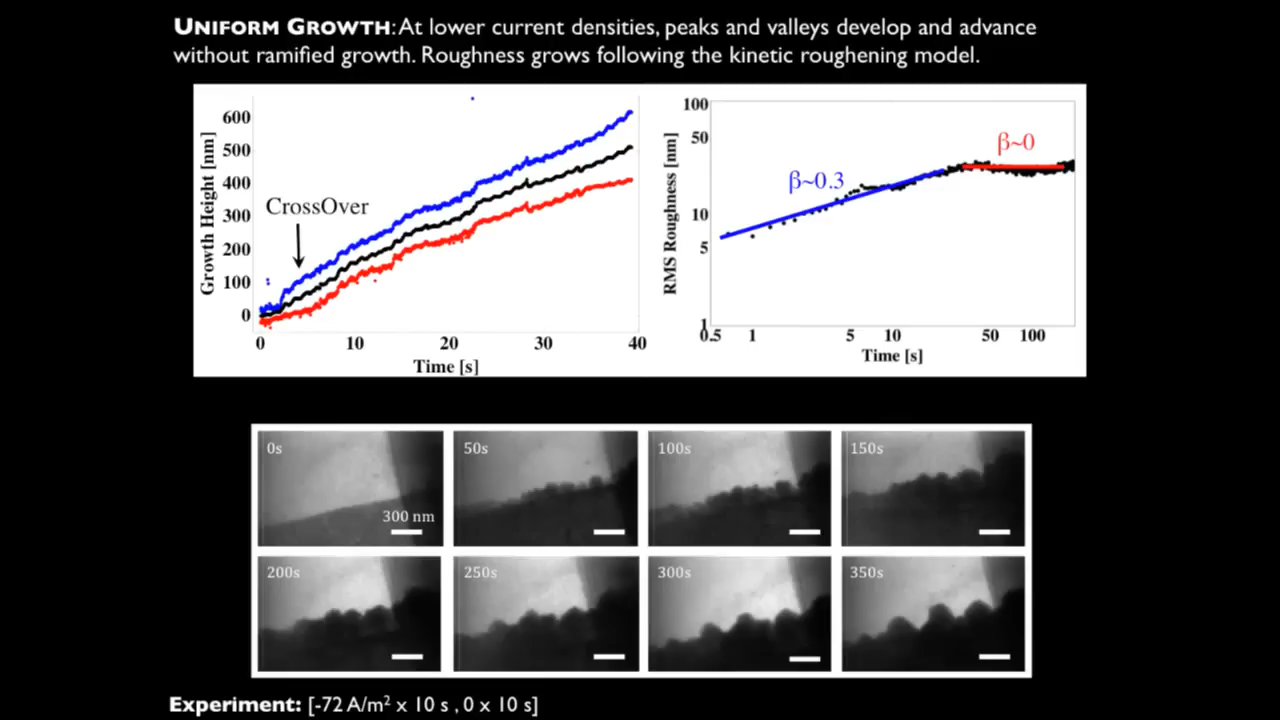 UNIFORM GROWTH: At lower current densities, peaks and valleys develop and advance
without ramified growth. Roughness grows following the kinetic roughening model.
600
500
400
300
200
100
0
Growth Height [nm]
CrossOver
0 10 20 30 40
Time [s]
100
50
10
5
1
RMS Roughness [nm]
β~0.3
β~0
0.5 1 5 10 50 100
Time [s]
0s 50s 100s 150s
300 nm
200s 250s 300s 350s
Experiment: [-72 A/m² x 10 s , 0 x 10 s]